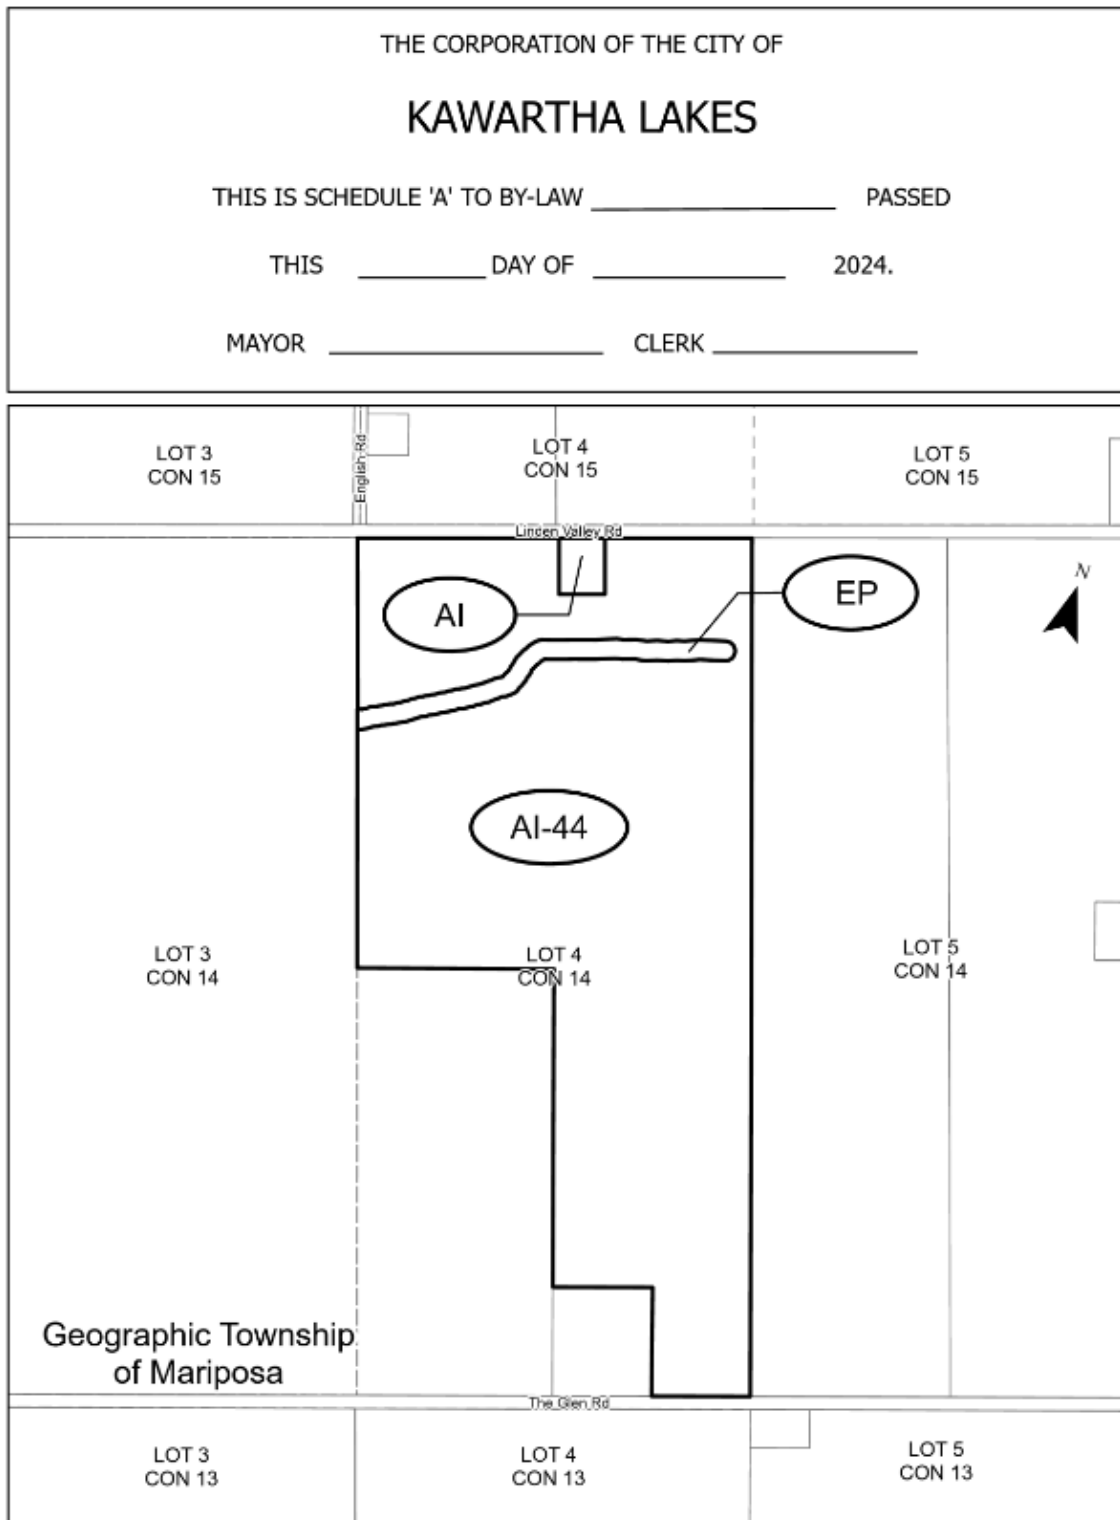 THE CORPORATION OF THE CITY OF
KAWARTHA LAKES
THIS IS SCHEDULE 'A' TO BY-LAW PASSED
THIS DAY OF 2024.
MAYOR CLERK
LOT 3
CON 15
English Rd
LOT 4
CON 15
LOT 5
CON 15
Linden Valley Rd
AI
EP
N
AI-44
LOT 3
CON 14
LOT 4
CON 14
LOT 5
CON 14
Geographic Township
of Mariposa
The Glen Rd
LOT 3
CON 13
LOT 4
CON 13
LOT 5
CON 13